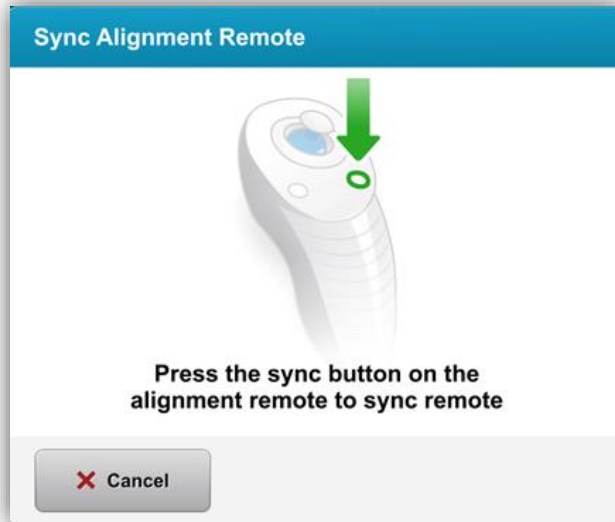 Sync Alignment Remote
Press the sync button on the
alignment remote to sync remote
Cancel